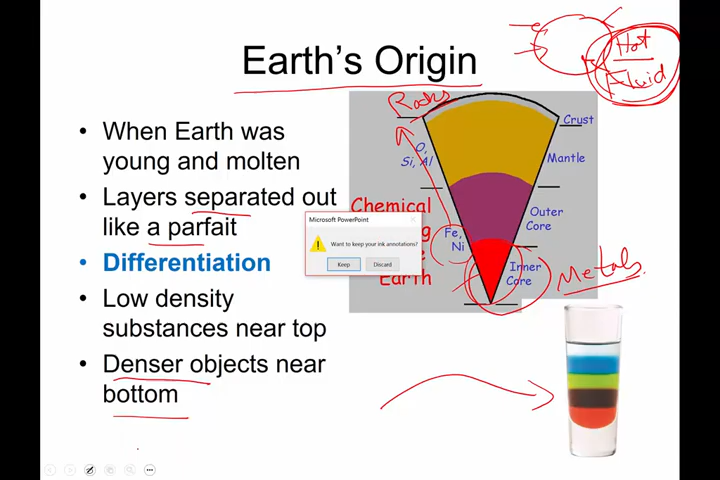 Earth's Origin
Hot
Fluid
• When Earth was
young and molten
• Layers separated out
like a parfait
• Differentiation
• Low density
substances near top
• Denser objects near
bottom
Rocks
Crust
O,
Si, Al
Mantle
Chemical
Outer
Core
Fe,
Ni
Inner
Core
Earth
Metals
Microsoft PowerPoint
Want to keep your ink annotations?
Keep
Discard